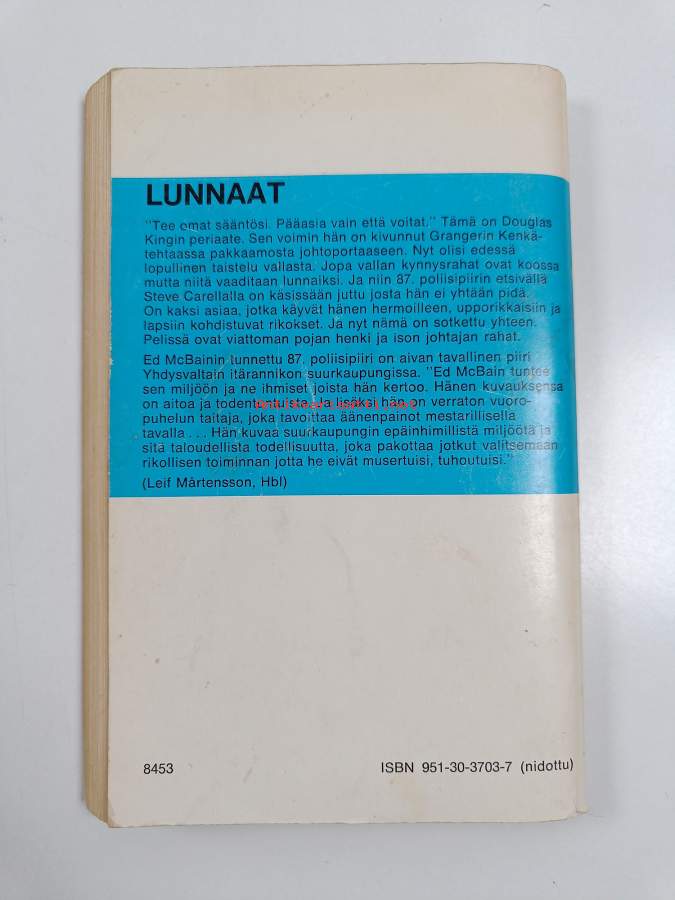 LUNNAAT
"Tee omat sääntösi. Pääasia vain että voitat." Tämä on Douglas
Kingin periaate. Sen voimin hän on kivunnut Grangerin Kenkä-
tehtaassa pakkaamosta johtoportaaseen. Nyt olisi edessä
lopullinen taistelu vallasta. Jopa vallan kynnysrahat ovat koossa
mutta niitä vaaditaan lunnaiksi. Ja niin 87. poliisipiirin etsivällä
Steve Carellalla on käsissään juttu josta hän ei yhtään pidä.
On kaksi asiaa, jotka käyvät hänen hermoilleen, upporikkaisiin ja
lapsiin kohdistuvat rikokset. Ja nyt nämä on sotkettu yhteen.
Pelissä ovat viattoman pojan henki ja ison johtajan rahat.
Ed McBainin tunnettu 87. poliisipiiri on aivan tavallinen piiri
Yhdysvaltain itärannikon suurkaupungissa. "Ed McBain tuntee
sen miljöön ja ne ihmiset joista hän kertoo. Hänen kuvauksensa
on aitoa ja todentuntuista. Ja lisäksi hän on verraton vuoro-
puhelun taitaja, joka tavoittaa äänenpainot mestarillisella
tavalla . . . Hän kuvaa suurkaupungin epäinhimillistä miljöötä ja
sitä taloudellista todellisuutta, joka pakottaa jotkut valitsemaan
rikollisen toiminnan jotta he eivät musertuisi, tuhoutuisi."
(Leif Mårtensson, Hbl)
8453
ISBN 951-30-3703-7 (nidottu)